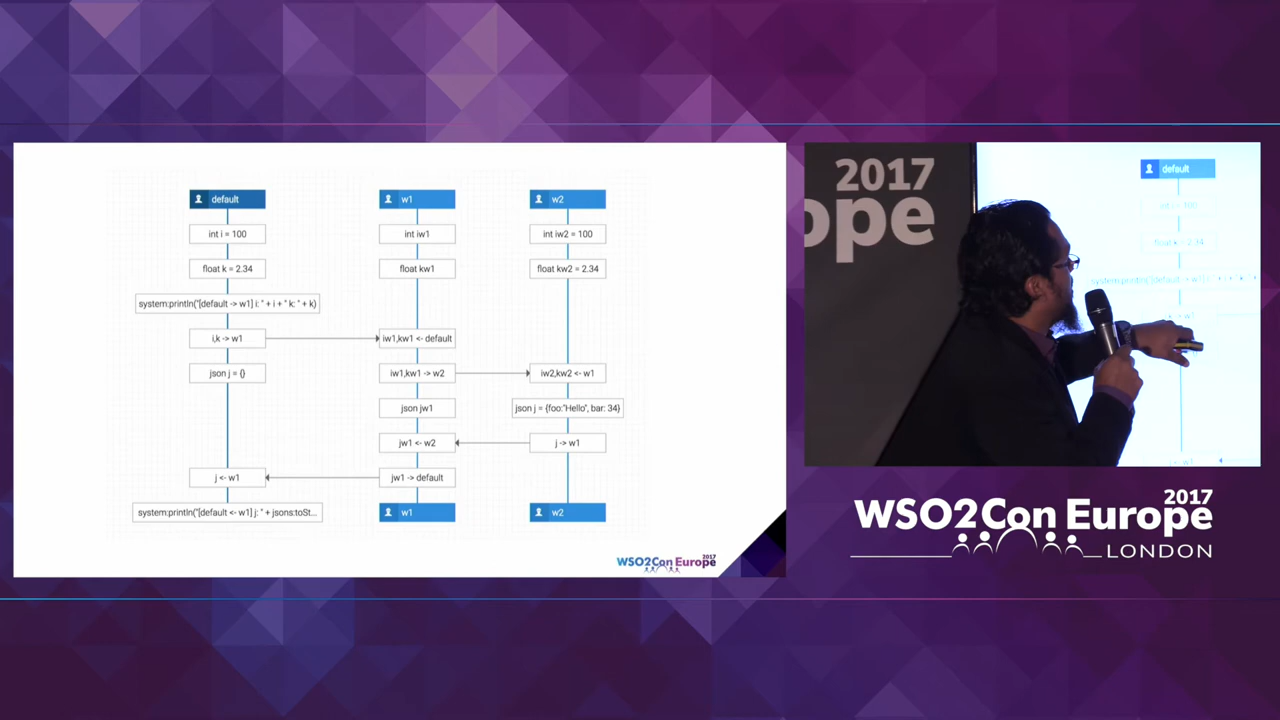 default
w1
w2
int i = 100
int iw1
int iw2 = 100
float k = 2.34
float kw1
float kw2 = 2.34
system:println("[default -> w1] i: " + i + " k: " + k)
i,k -> w1
iw1,kw1 <- default
json j = {}
iw1,kw1 -> w2
iw2,kw2 <- w1
json jw1
json j = {foo:"Hello", bar: 34}
jw1 <- w2
j -> w1
j <- w1
jw1 -> default
system:println("[default <- w1] j: " + jsons:toSt...
w1
w2
WSO2Con Europe 2017
2017
ope
default
float k = 2.34
WSO2Con Europe 2017
LONDON